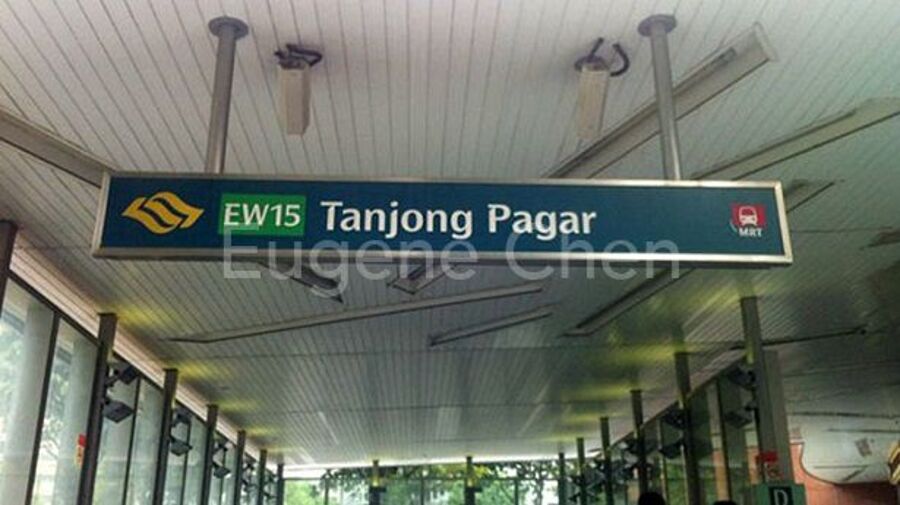 EW15 Tanjong Pagar
MRT
Eugene Chen
D